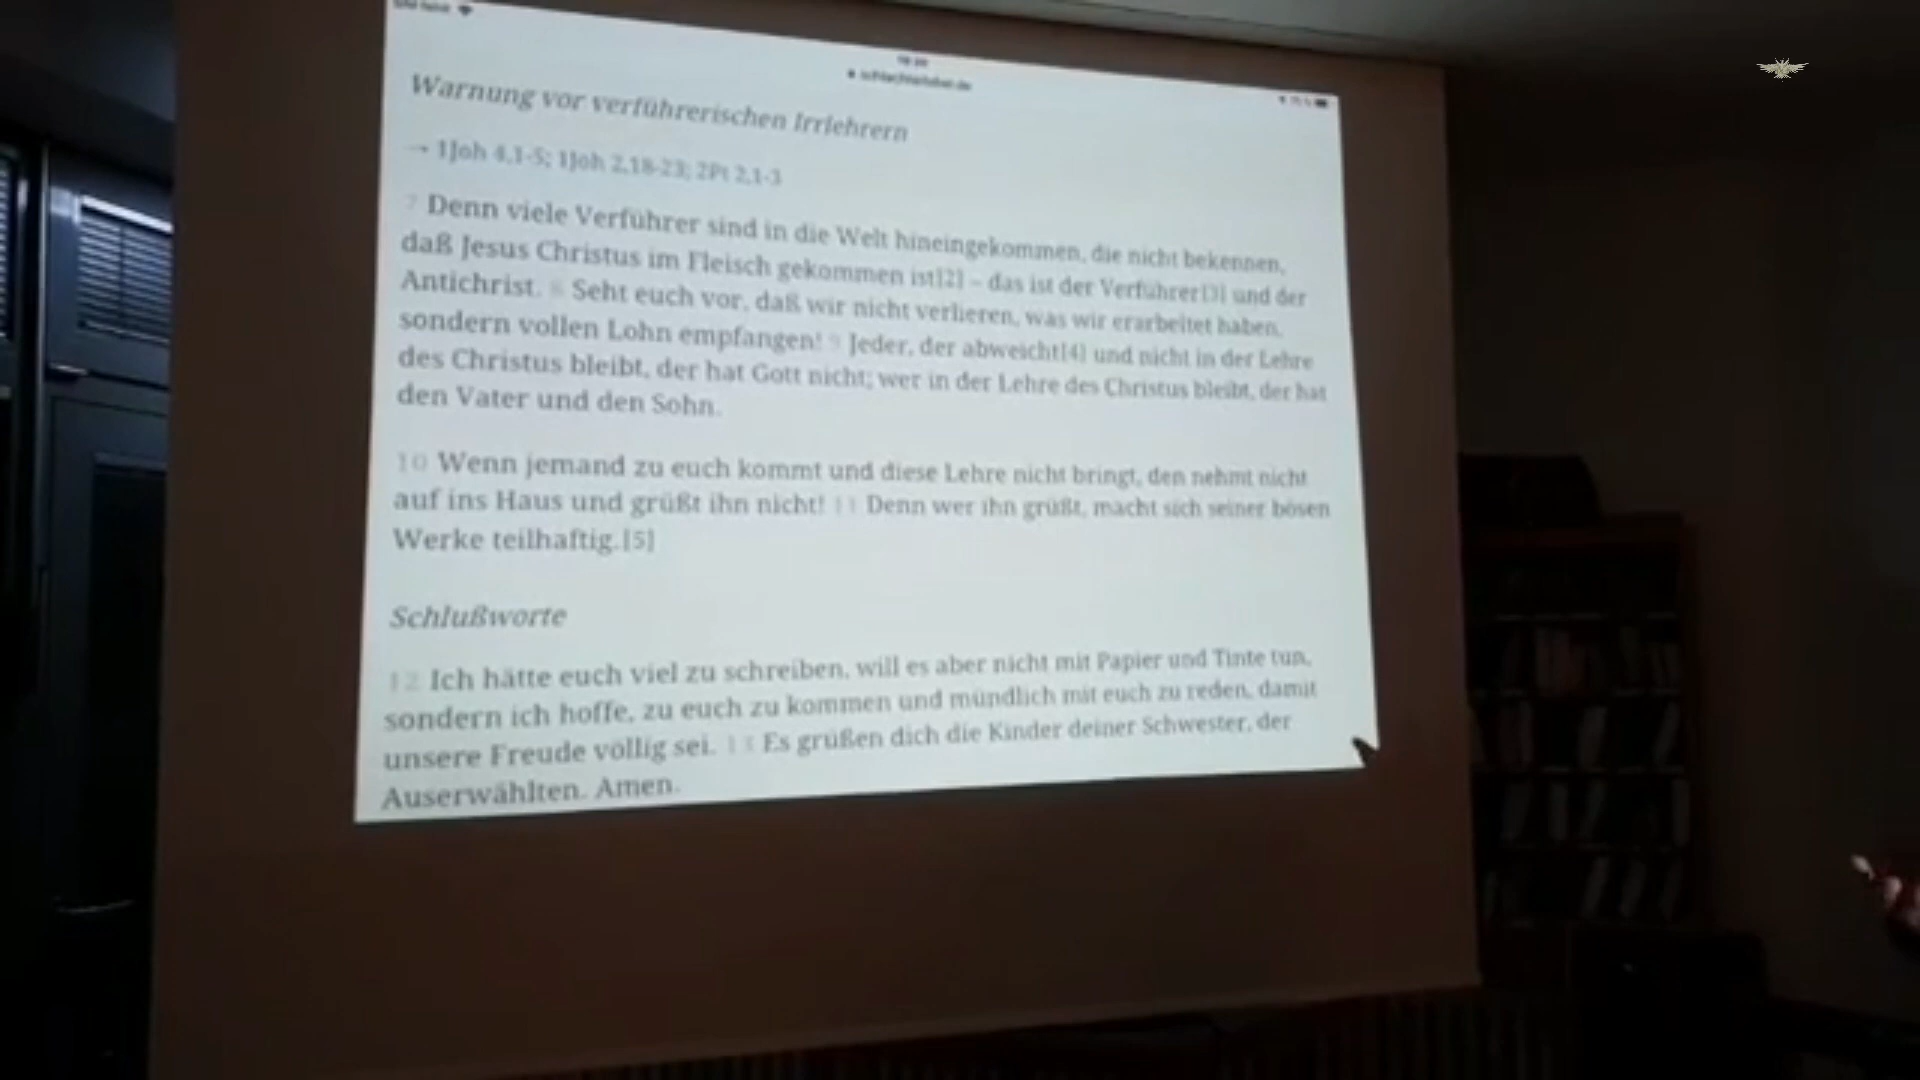 Warnung vor verführerischen Irrlehrern
→ 1Joh 4,1-5; 1Joh 2,18-23; 2Pt 2,1-3
7 Denn viele Verführer sind in die Welt hineingekommen, die nicht bekennen,
daß Jesus Christus im Fleisch gekommen ist[2] – das ist der Verführer[3] und der
Antichrist. 8 Seht euch vor, daß wir nicht verlieren, was wir erarbeitet haben,
sondern vollen Lohn empfangen! 9 Jeder, der abweicht[4] und nicht in der Lehre
des Christus bleibt, der hat Gott nicht; wer in der Lehre des Christus bleibt, der hat
den Vater und den Sohn.
10 Wenn jemand zu euch kommt und diese Lehre nicht bringt, den nehmt nicht
auf ins Haus und grüßt ihn nicht! 11 Denn wer ihn grüßt, macht sich seiner bösen
Werke teilhaftig.[5]
Schlußworte
12 Ich hätte euch viel zu schreiben, will es aber nicht mit Papier und Tinte tun,
sondern ich hoffe, zu euch zu kommen und mündlich mit euch zu reden, damit
unsere Freude völlig sei. 13 Es grüßen dich die Kinder deiner Schwester, der
Auserwählten. Amen.